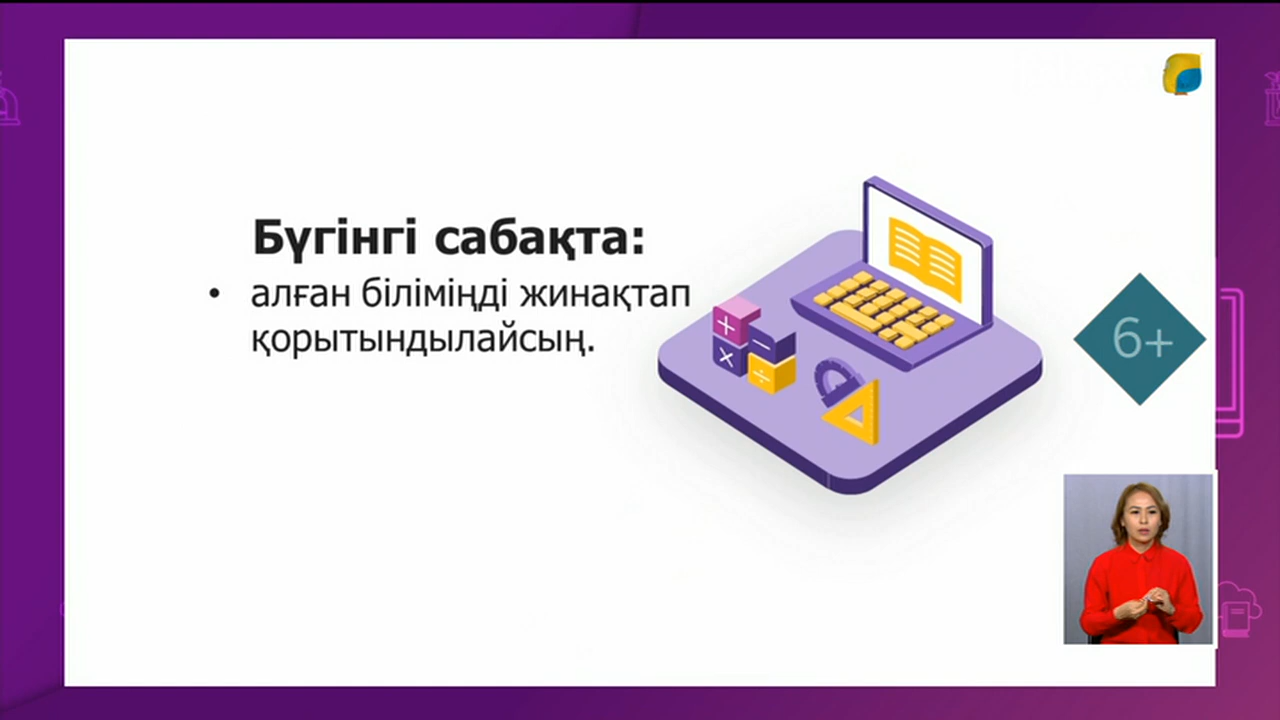 Бүгінгі сабақта:
• алған біліміңді жинақтап
қорытындылайсың.
6+